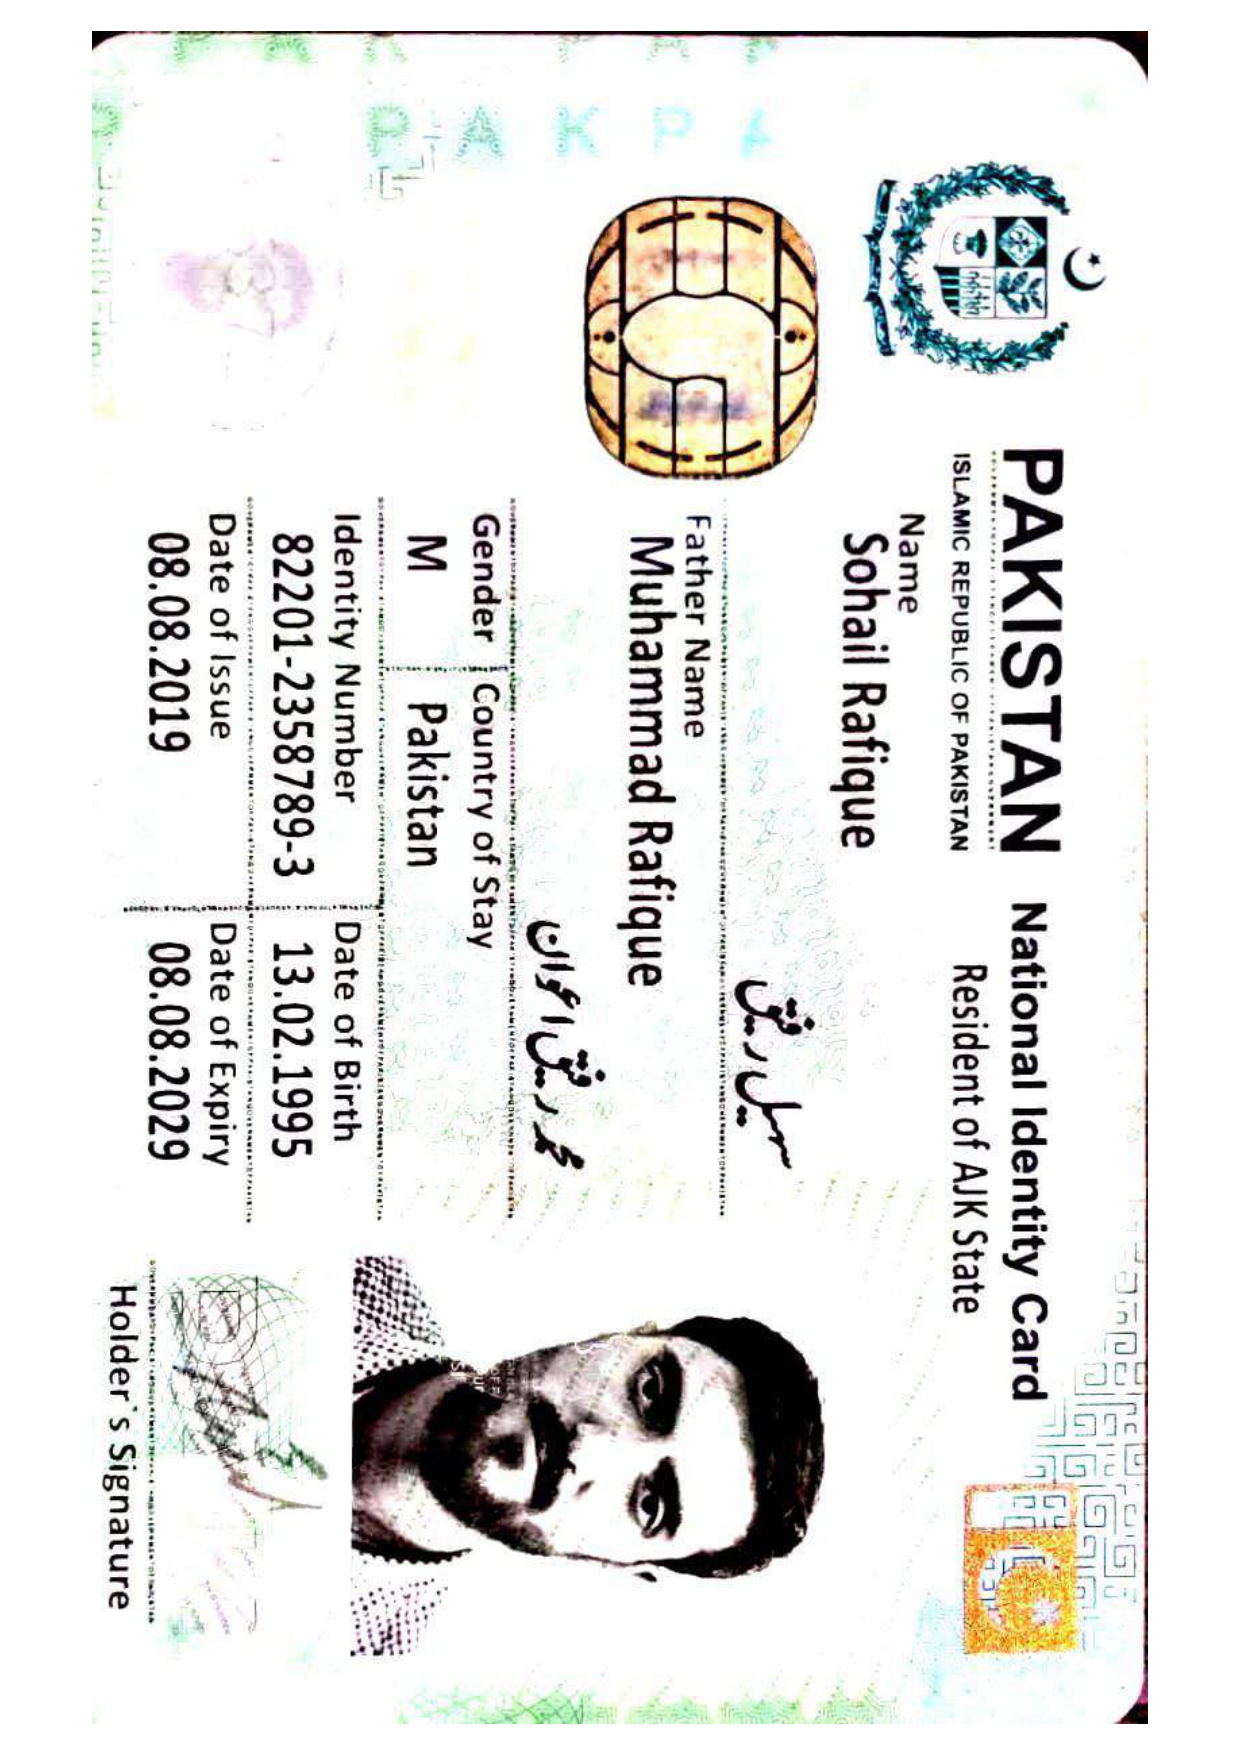 PAKISTAN National Identity Card
ISLAMIC REPUBLIC OF PAKISTAN Resident of AJK State
Name
Sohail Rafique
سہیل رفیق
Father Name
Muhammad Rafique
محمد رفیق اعوان
Gender Country of Stay
M Pakistan
Identity Number Date of Birth
82201-2358789-3 13.02.1995
Date of Issue Date of Expiry
08.08.2019 08.08.2029
Holder`s Signature
PAKPA